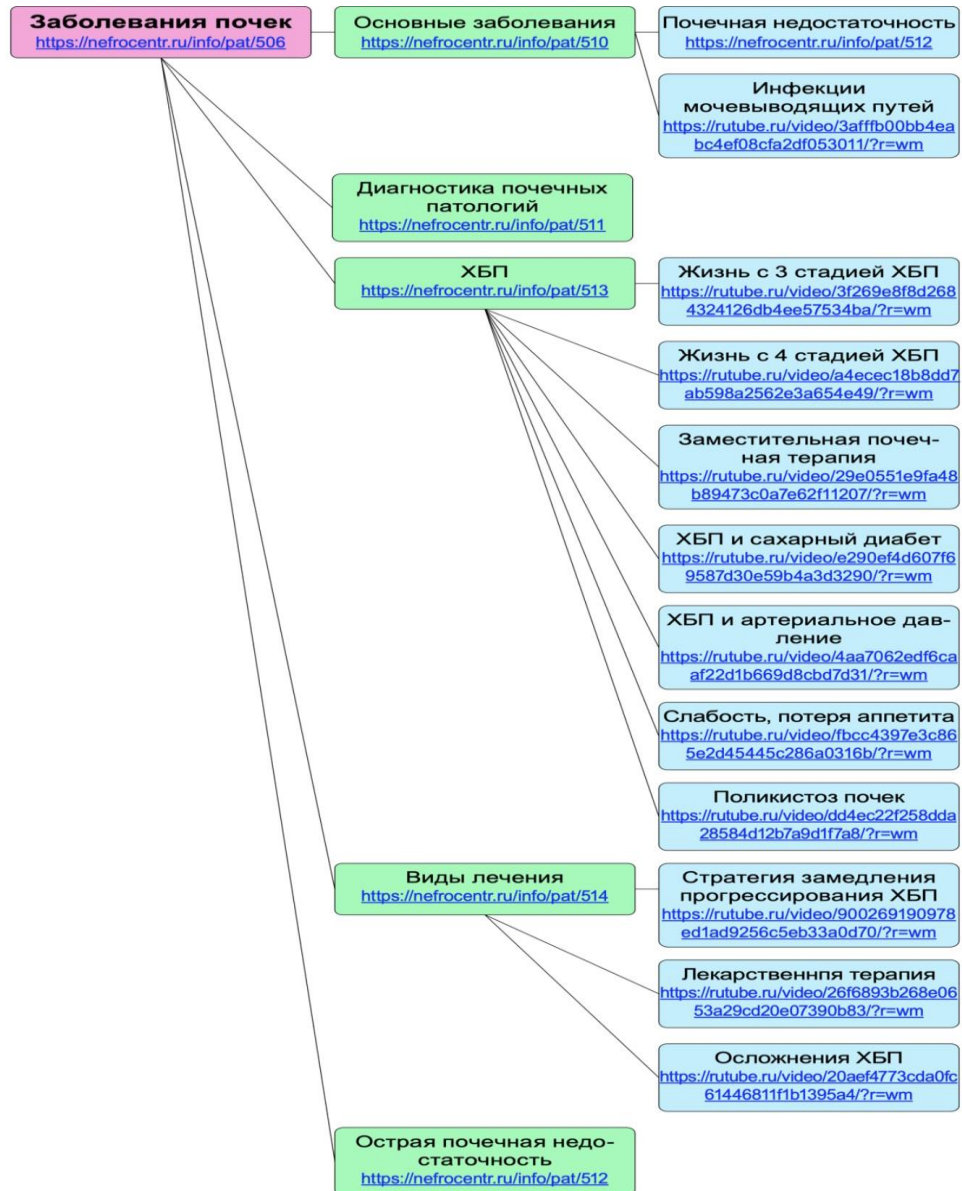 Заболевания почек
https://nefrocentr.ru/info/pat/506
Основные заболевания
https://nefrocentr.ru/info/pat/510
Почечная недостаточность
https://nefrocentr.ru/info/pat/512
Инфекции
мочевыводящих путей
https://rutube.ru/video/3afffb00bb4ea
bc4ef08cfa2df053011/?r=wm
Диагностика почечных
патологий
https://nefrocentr.ru/info/pat/511
ХБП
https://nefrocentr.ru/info/pat/513
Жизнь с 3 стадией ХБП
https://rutube.ru/video/3f269e8f8d268
4324126db4ee57534ba/?r=wm
Жизнь с 4 стадией ХБП
https://rutube.ru/video/a4ecec18b8dd7
ab598a2562e3a654e49/?r=wm
Заместительная почеч-
ная терапия
https://rutube.ru/video/29e0551e9fa48
b89473c0a7e62f11207/?r=wm
ХБП и сахарный диабет
https://rutube.ru/video/e290ef4d607f6
9587d30e59b4a3d3290/?r=wm
ХБП и артериальное дав-
ление
https://rutube.ru/video/4aa7062edf6ca
af22d1b669d8cbd7d31/?r=wm
Слабость, потеря аппетита
https://rutube.ru/video/fbcc4397e3c86
5e2d45445c286a0316b/?r=wm
Поликистоз почек
https://rutube.ru/video/dd4ec22f258dda
28584d12b7a9d1f7a8/?r=wm
Виды лечения
https://nefrocentr.ru/info/pat/514
Стратегия замедления
прогрессирования ХБП
https://rutube.ru/video/900269190978
ed1ad9256c5eb33a0d70/?r=wm
Лекарственнпя терапия
https://rutube.ru/video/26f6893b268e06
53a29cd20e07390b83/?r=wm
Осложнения ХБП
https://rutube.ru/video/20aef4773cda0fc
61446811f1b1395a4/?r=wm
Острая почечная недо-
статочность
https://nefrocentr.ru/info/pat/512